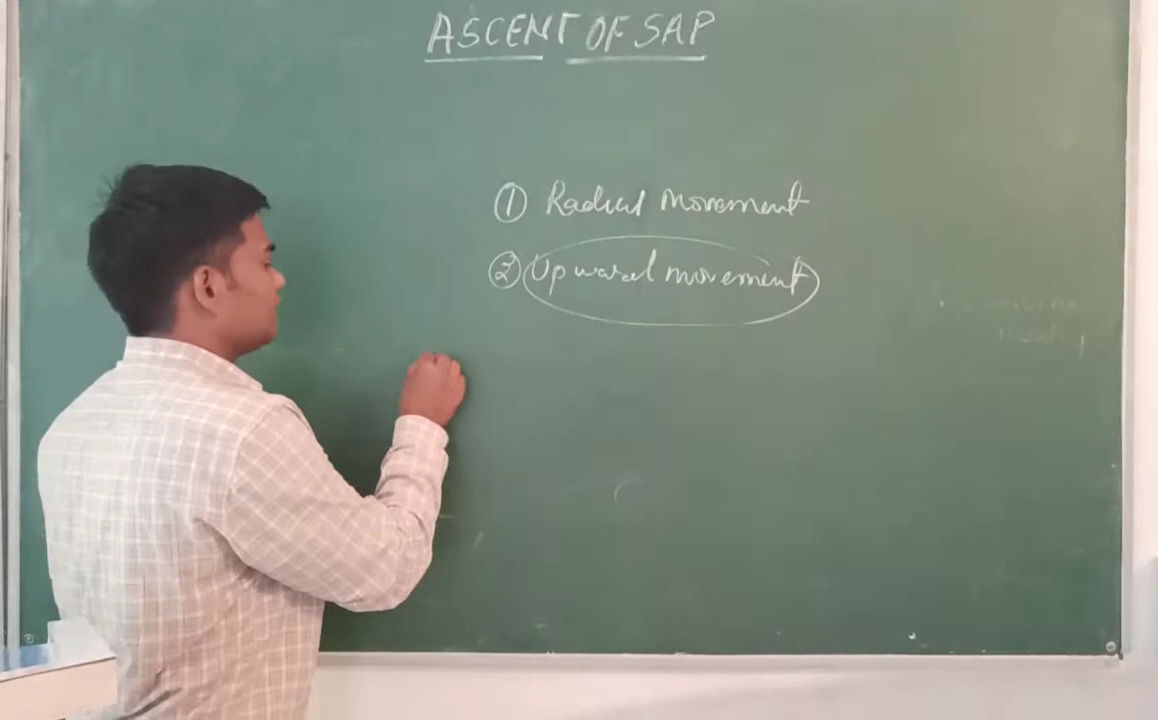 ASCENT OF SAP
① Radial Movement
② Upward movement